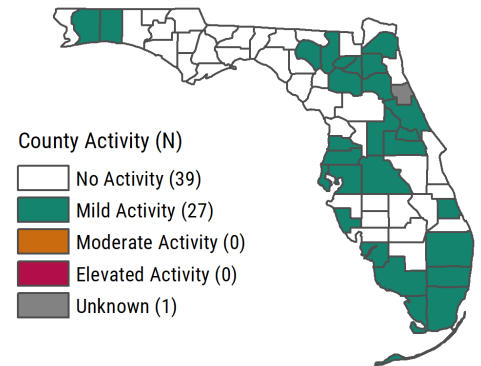 County Activity (N)
No Activity (39)
Mild Activity (27)
Moderate Activity (0)
Elevated Activity (0)
Unknown (1)